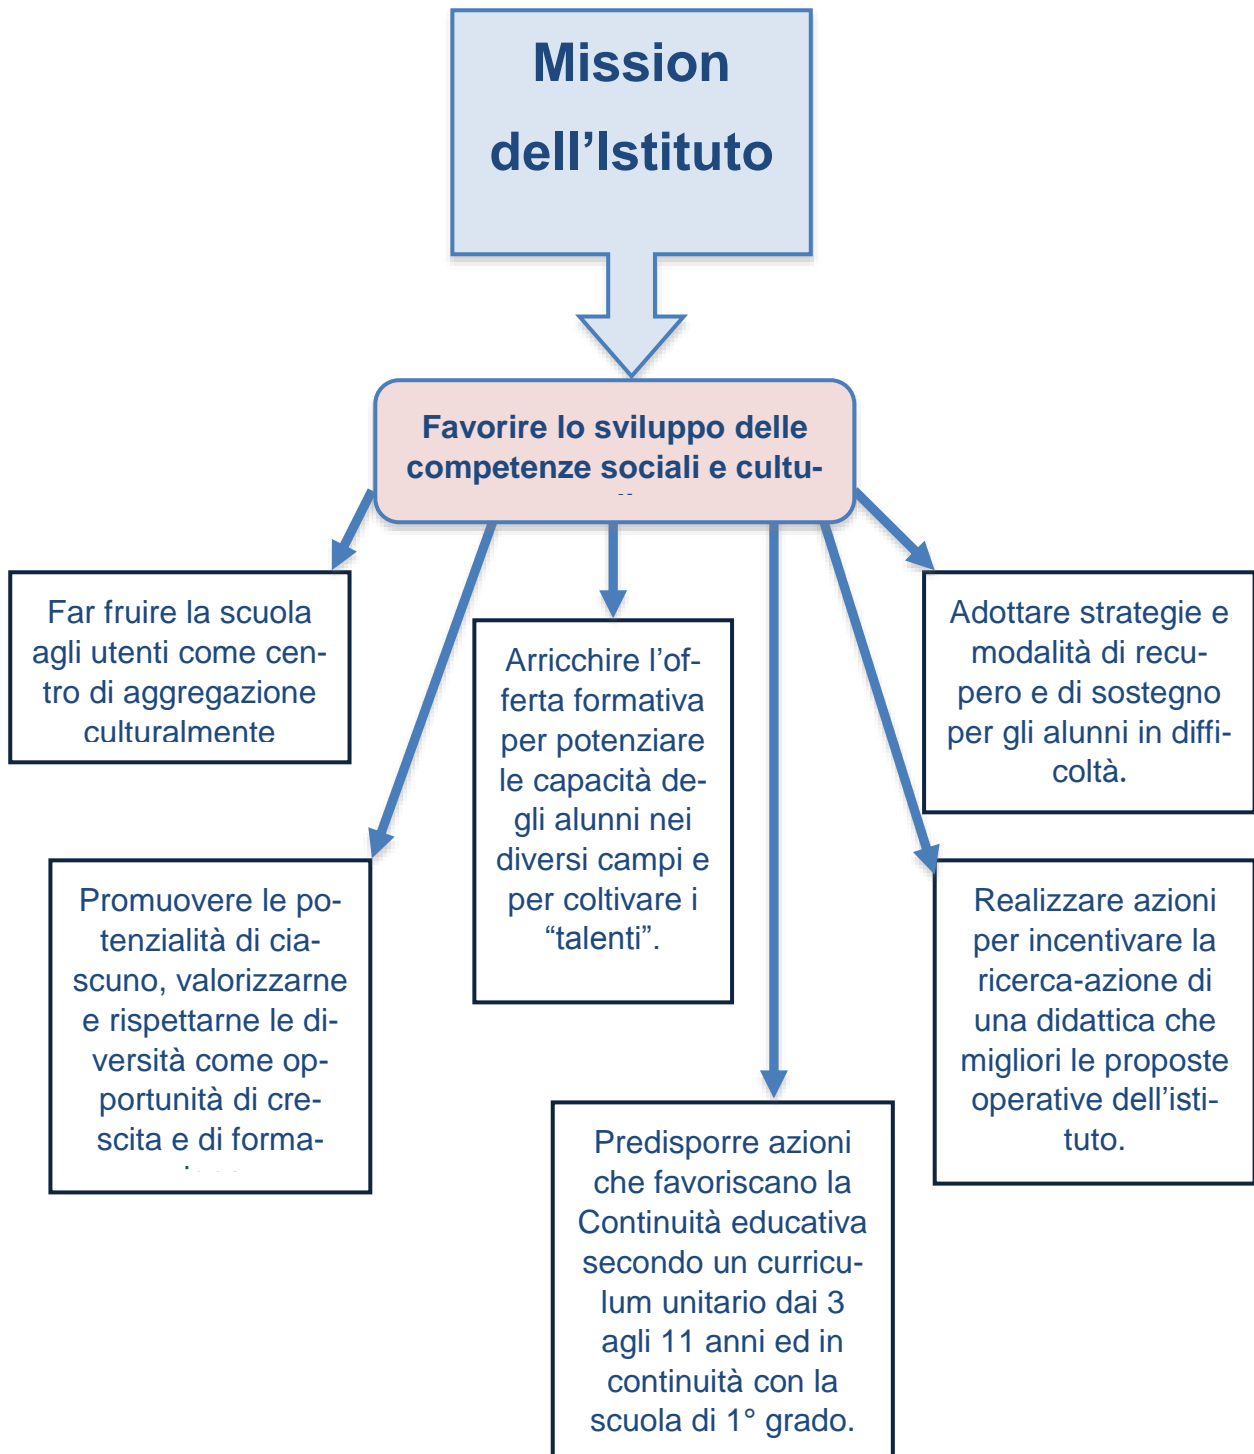 Mission
dell’Istituto
Favorire lo sviluppo delle
competenze sociali e cultu-
Far fruire la scuola
agli utenti come cen-
tro di aggregazione
culturalmente
Arricchire l’of-
ferta formativa
per potenziare
le capacità de-
gli alunni nei
diversi campi e
per coltivare i
“talenti”.
Adottare strategie e
modalità di recu-
pero e di sostegno
per gli alunni in diffi-
coltà.
Promuovere le po-
tenzialità di cia-
scuno, valorizzarne
e rispettarne le di-
versità come op-
portunità di cre-
scita e di forma-
Realizzare azioni
per incentivare la
ricerca-azione di
una didattica che
migliori le proposte
operative dell’isti-
tuto.
Predisporre azioni
che favoriscano la
Continuità educativa
secondo un curricu-
lum unitario dai 3
agli 11 anni ed in
continuità con la
scuola di 1° grado.